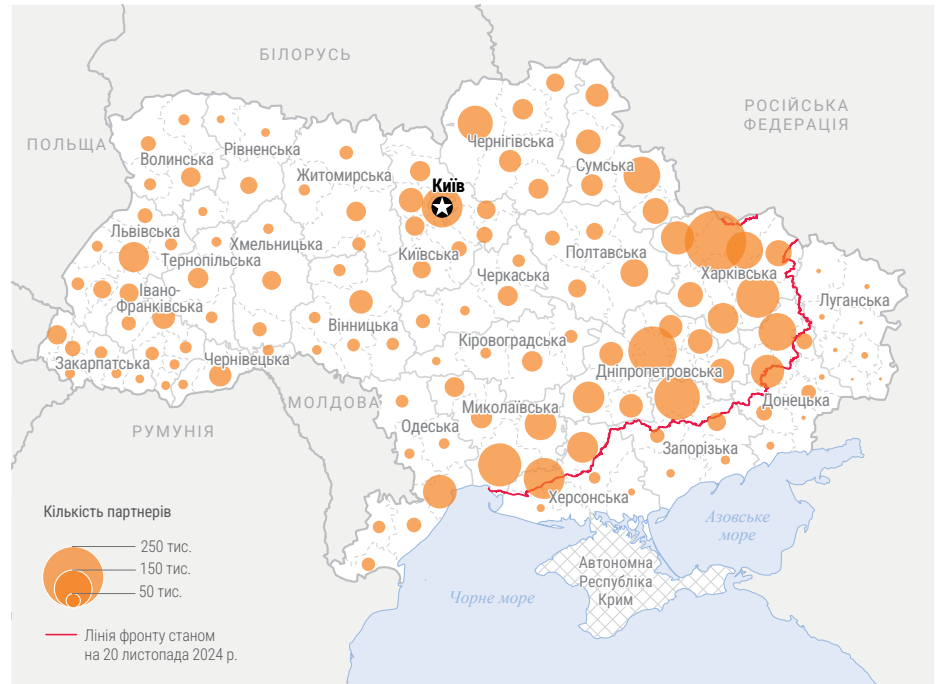 БІЛОРУСЬ
РОСІЙСЬКА
ФЕДЕРАЦІЯ
ПОЛЬЩА
Волинська
Рівненська
Житомирська
Чернігівська
Сумська
Київ
Львівська
Тернопільська
Хмельницька
Київська
Черкаська
Полтавська
Харківська
Луганська
Івано-
Франківська
Вінницька
Кіровоградська
Закарпатська
Чернівецька
Дніпропетровська
Донецька
МОЛДОВА
РУМУНІЯ
Одеська
Миколаївська
Запорізька
Херсонська
Азовське
море
Автономна
Республіка
Крим
Чорне море
Кількість партнерів
250 тис.
150 тис.
50 тис.
Лінія фронту станом
на 20 листопада 2024 р.